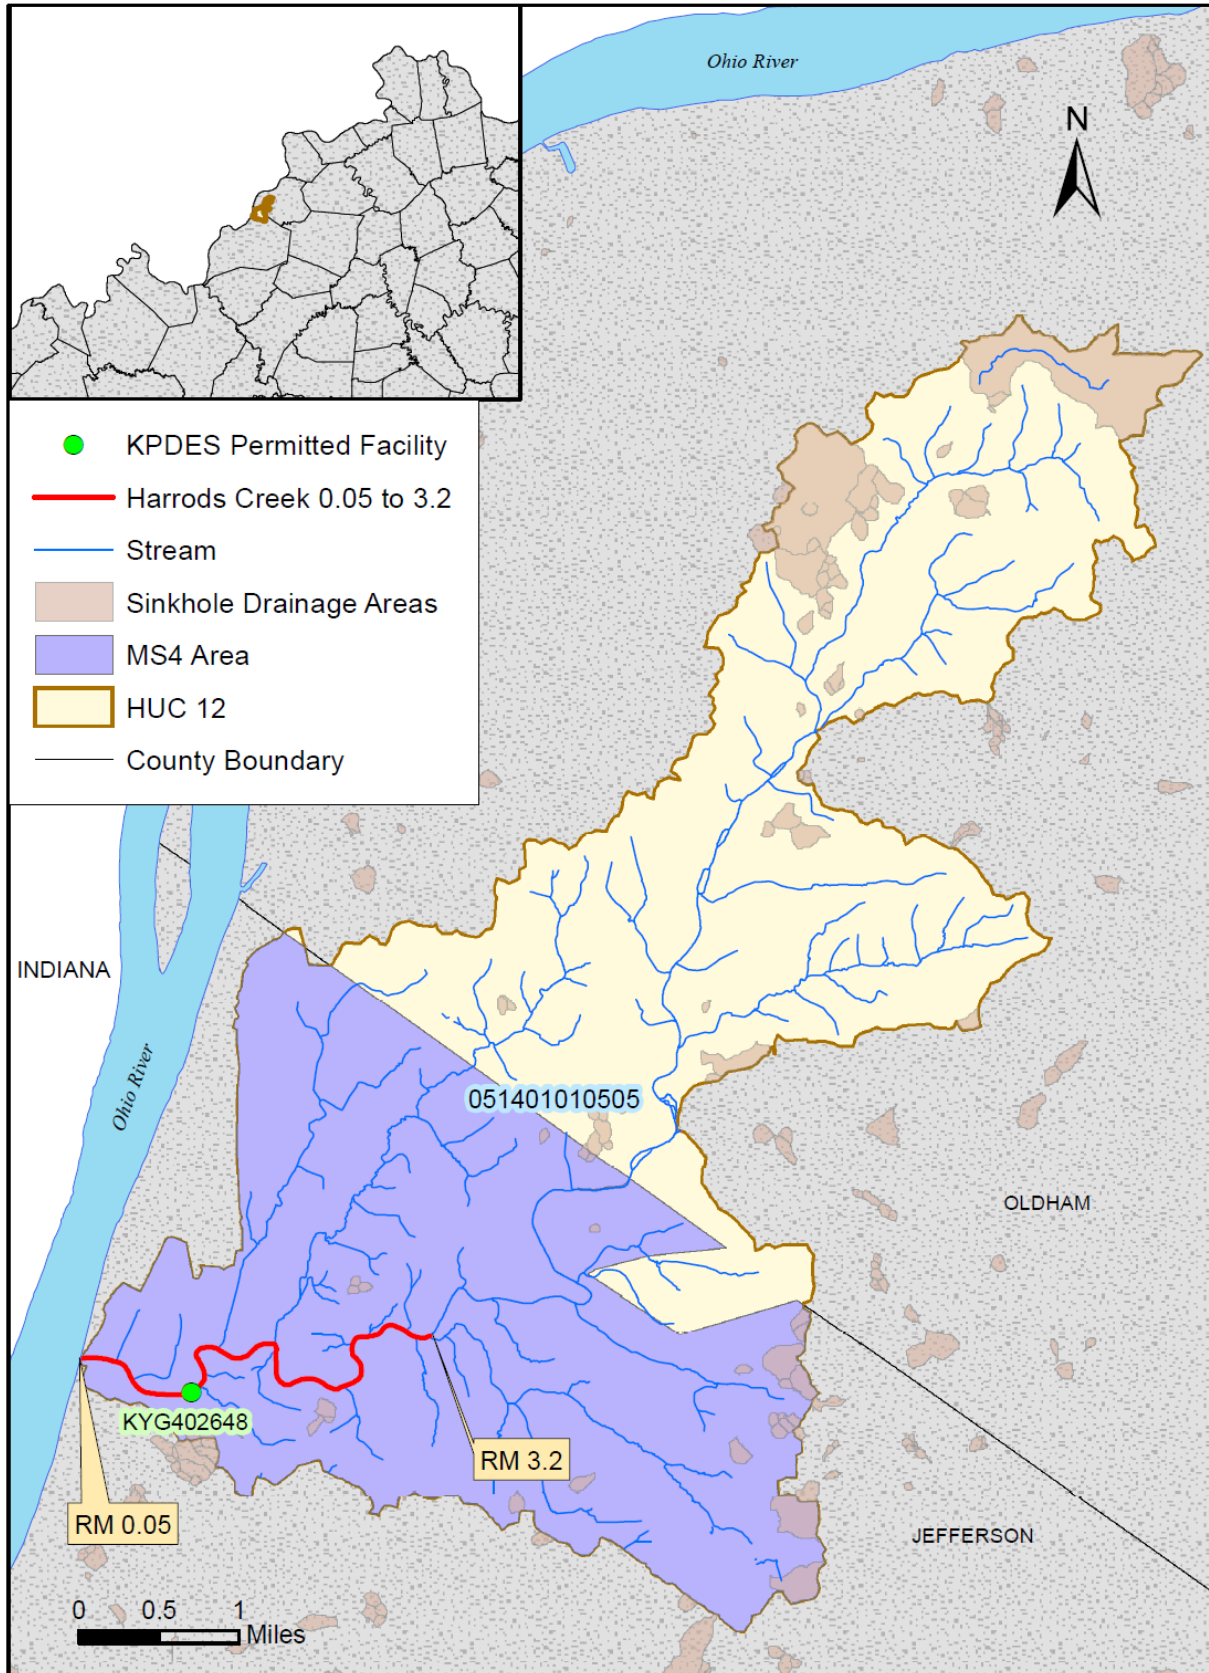 Ohio River
N
KPDES Permitted Facility
Harrods Creek 0.05 to 3.2
Stream
Sinkhole Drainage Areas
MS4 Area
HUC 12
County Boundary
INDIANA
Ohio River
051401010505
OLDHAM
KYG402648
RM 3.2
RM 0.05
JEFFERSON
0 0.5 1
Miles